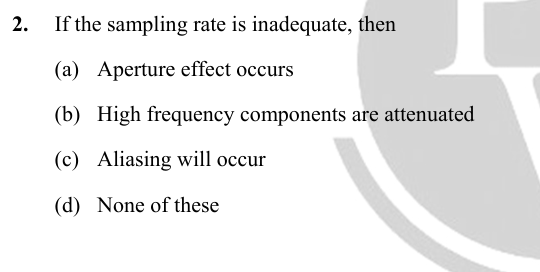 2. If the sampling rate is inadequate, then
(a) Aperture effect occurs
(b) High frequency components are attenuated
(c) Aliasing will occur
(d) None of these